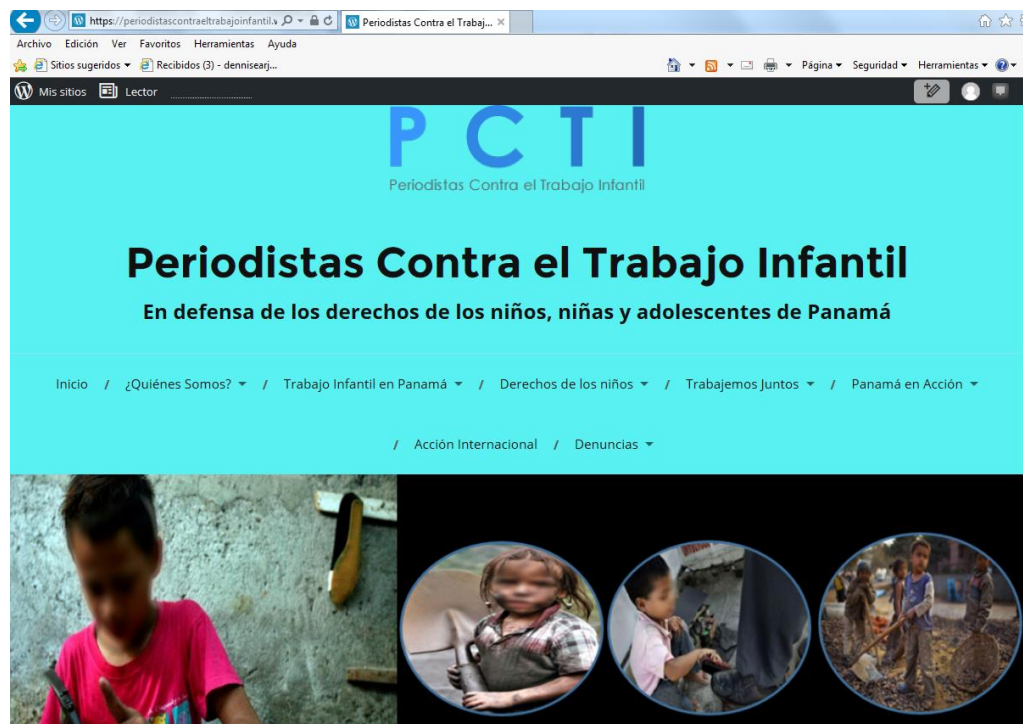 https://periodistascontraeltrabajoinfantil.v
Periodistas Contra el Trabaj...
Archivo Edición Ver Favoritos Herramientas Ayuda
Sitios sugeridos Recibidos (3) - dennisearj...
Página Seguridad Herramientas
Mis sitios Lector
PCTI
Periodistas Contra el Trabajo Infantil
Periodistas Contra el Trabajo Infantil
En defensa de los derechos de los niños, niñas y adolescentes de Panamá
Inicio / ¿Quiénes Somos? / Trabajo Infantil en Panamá / Derechos de los niños / Trabajemos Juntos / Panamá en Acción
/ Acción Internacional / Denuncias